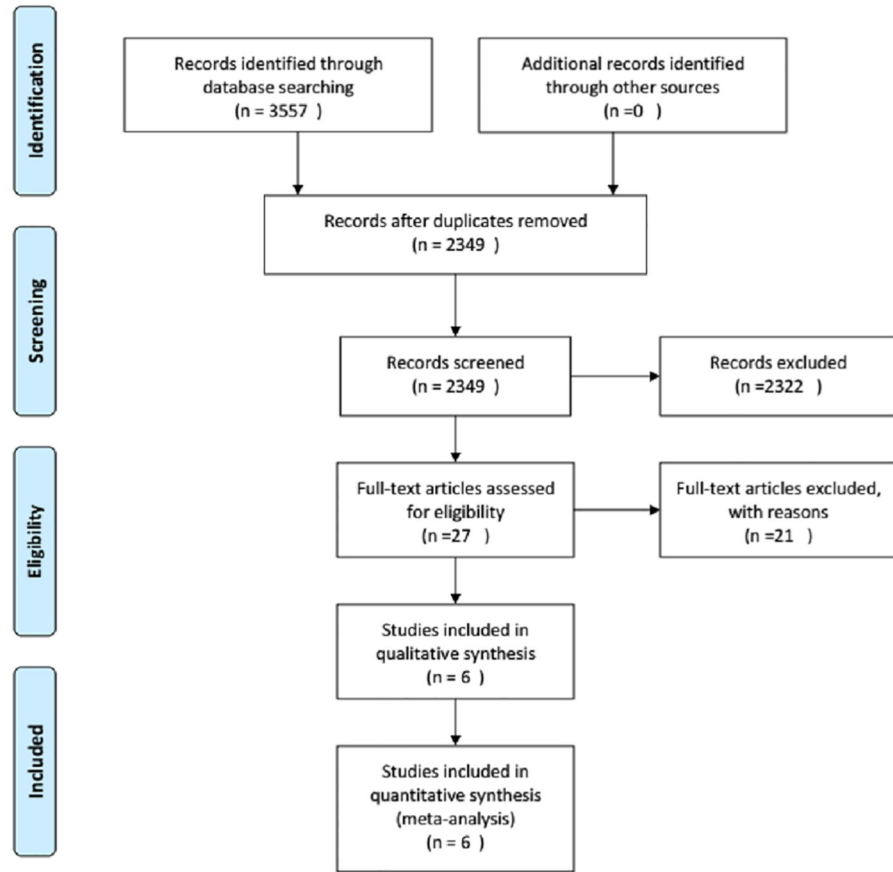 Identification
Records identified through
database searching
(n = 3557 )
Additional records identified
through other sources
(n =0 )
Records after duplicates removed
(n = 2349 )
Screening
Records screened
(n = 2349 )
Records excluded
(n =2322 )
Eligibility
Full-text articles assessed
for eligibility
(n =27 )
Full-text articles excluded,
with reasons
(n =21 )
Studies included in
qualitative synthesis
(n = 6 )
Included
Studies included in
quantitative synthesis
(meta-analysis)
(n = 6 )